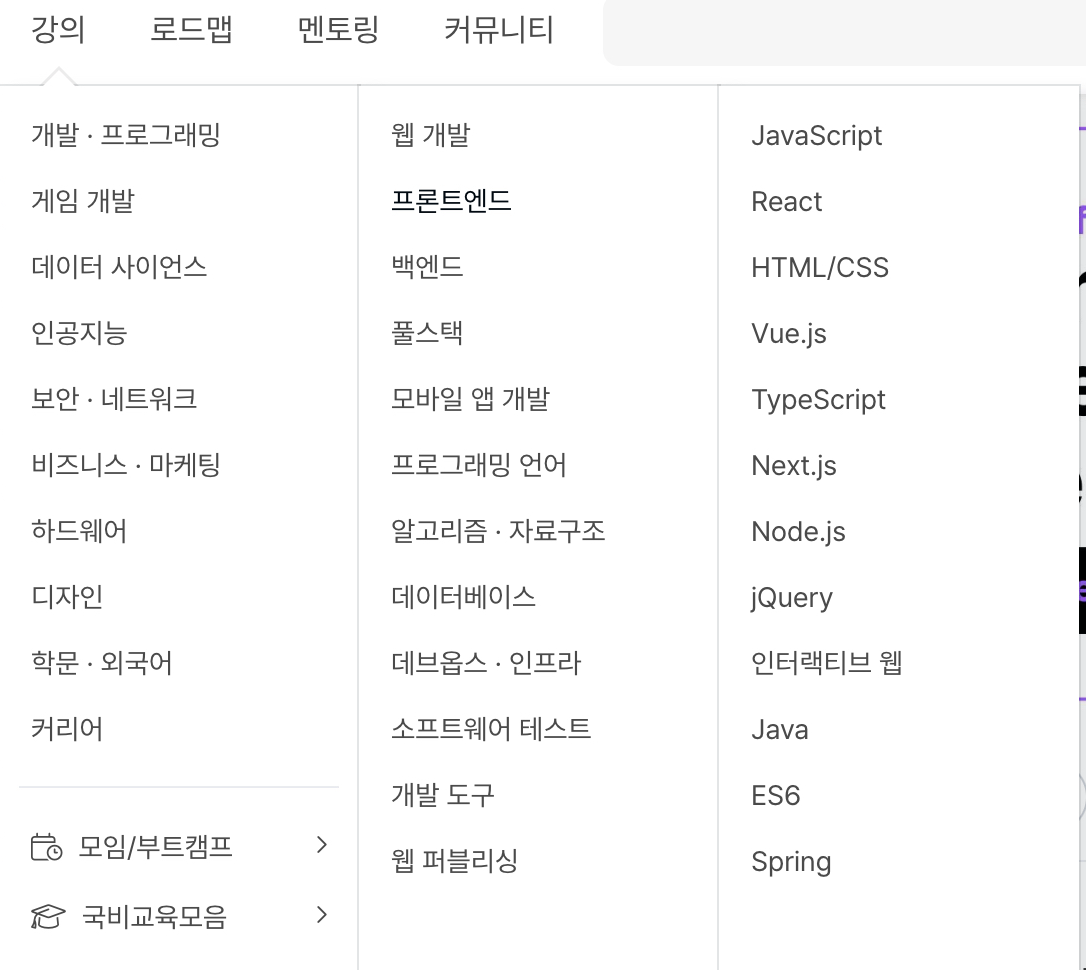 강의
로드맵
멘토링
커뮤니티
개발 · 프로그래밍
게임 개발
데이터 사이언스
인공지능
보안 · 네트워크
비즈니스 · 마케팅
하드웨어
디자인
학문 · 외국어
커리어
모임/부트캠프
국비교육모음
웹 개발
프론트엔드
백엔드
풀스택
모바일 앱 개발
프로그래밍 언어
알고리즘 · 자료구조
데이터베이스
데브옵스 · 인프라
소프트웨어 테스트
개발 도구
웹 퍼블리싱
JavaScript
React
HTML/CSS
Vue.js
TypeScript
Next.js
Node.js
jQuery
인터랙티브 웹
Java
ES6
Spring